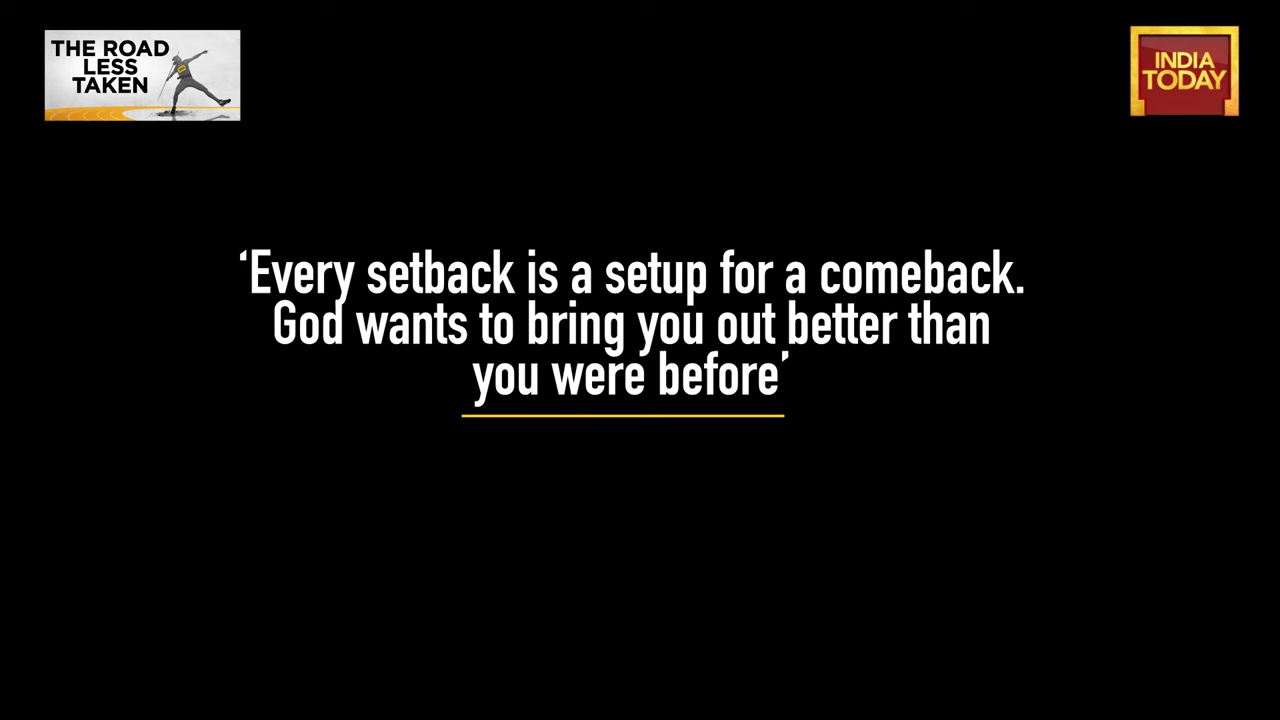 THE ROAD
LESS
TAKEN
INDIA
TODAY
‘Every setback is a setup for a comeback.
God wants to bring you out better than
you were before’